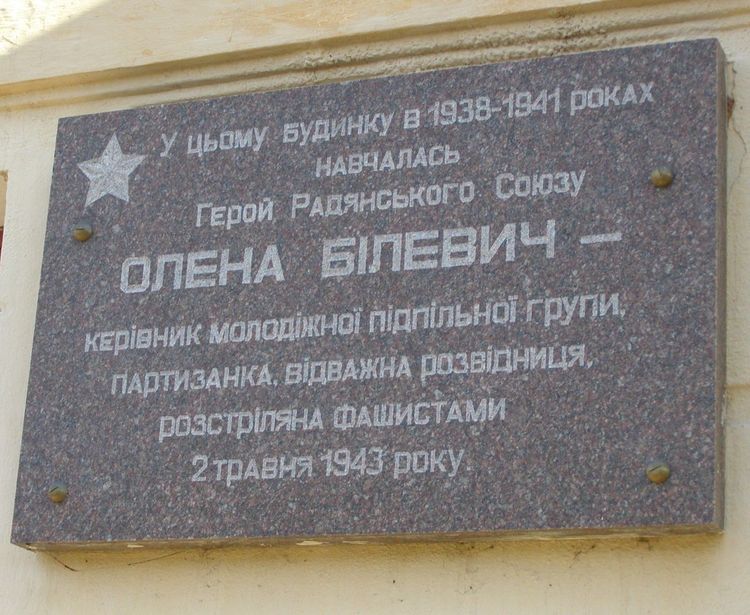 У цьому будинку в 1938-1941 роках
навчалась
Герой Радянського Союзу
ОЛЕНА БІЛЕВИЧ –
керівник молодіжної підпільної групи,
партизанка, відважна розвідниця,
розстріляна фашистами
2 травня 1943 року.